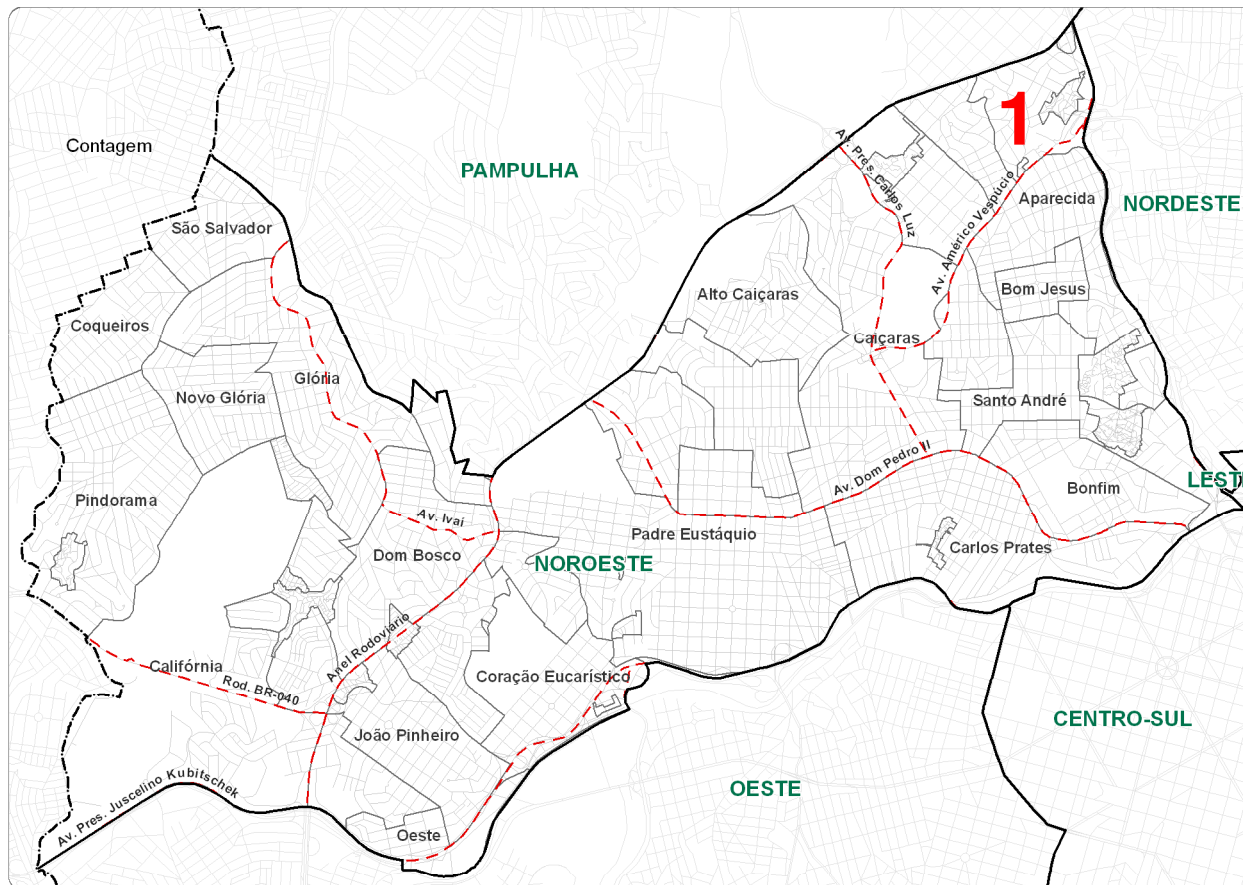 1
Contagem
PAMPULHA
Av. Pres. Carlos Luz
Av. Américo Vespúcio
Aparecida
NORDESTE
São Salvador
Alto Caiçaras
Bom Jesus
Coqueiros
Caiçaras
Glória
Novo Glória
Santo André
Av. Dom Pedro II
Pindorama
Bonfim
LEST
Av. Ivaí
Padre Eustáquio
Carlos Prates
Dom Bosco
NOROESTE
Anel Rodoviario
Califórnia
Rod. BR-040
Coração Eucarístico
João Pinheiro
CENTRO-SUL
OESTE
Av. Pres. Juscelino Kubitschek
Oeste